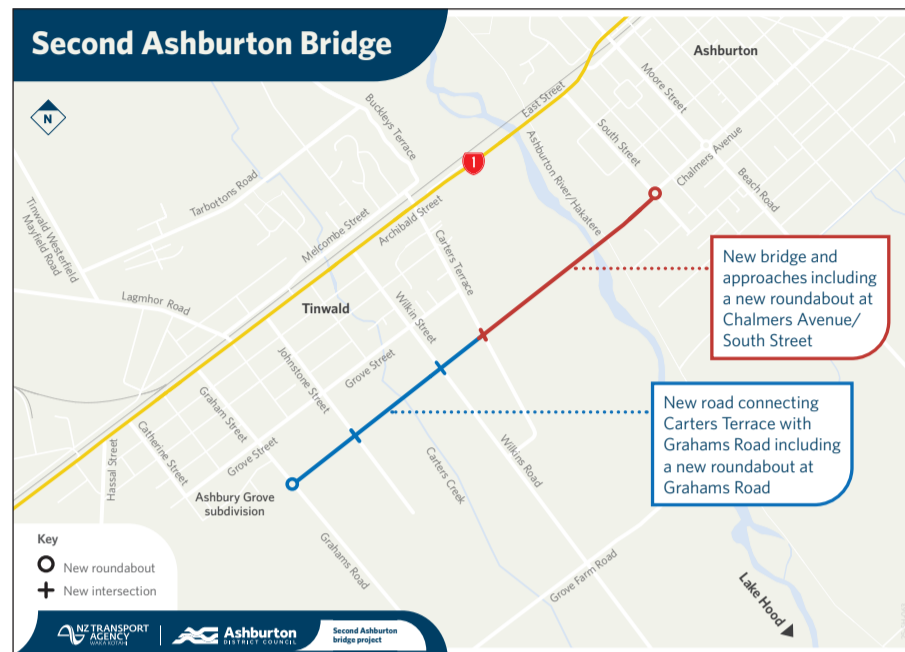 Second Ashburton Bridge
N
Ashburton
Moore Street
East Street
Buckleys Terrace
1
South Street
Chalmers Avenue
Beach Road
Ashburton River/Hakatere
Tarbottons Road
Melcombe Street
Archibald Street
Carters Terrace
Tinwald Westerfield
Mayfield Road
Lagmhor Road
Tinwald
Wilkin Street
New bridge and
approaches including
a new roundabout at
Chalmers Avenue/
South Street
Johnstone Street
Grove Street
Graham Street
Catherine Street
Hassal Street
Grove Street
New road connecting
Carters Terrace with
Grahams Road including
a new roundabout at
Grahams Road
Wilkins Road
Carters Creek
Ashbury Grove
subdivision
Grahams Road
Grove Farm Road
Lake Hood
Key
New roundabout
New intersection
NZ TRANSPORT
AGENCY
WAKA KOTAHI
Ashburton
DISTRICT COUNCIL
Second Ashburton
bridge project